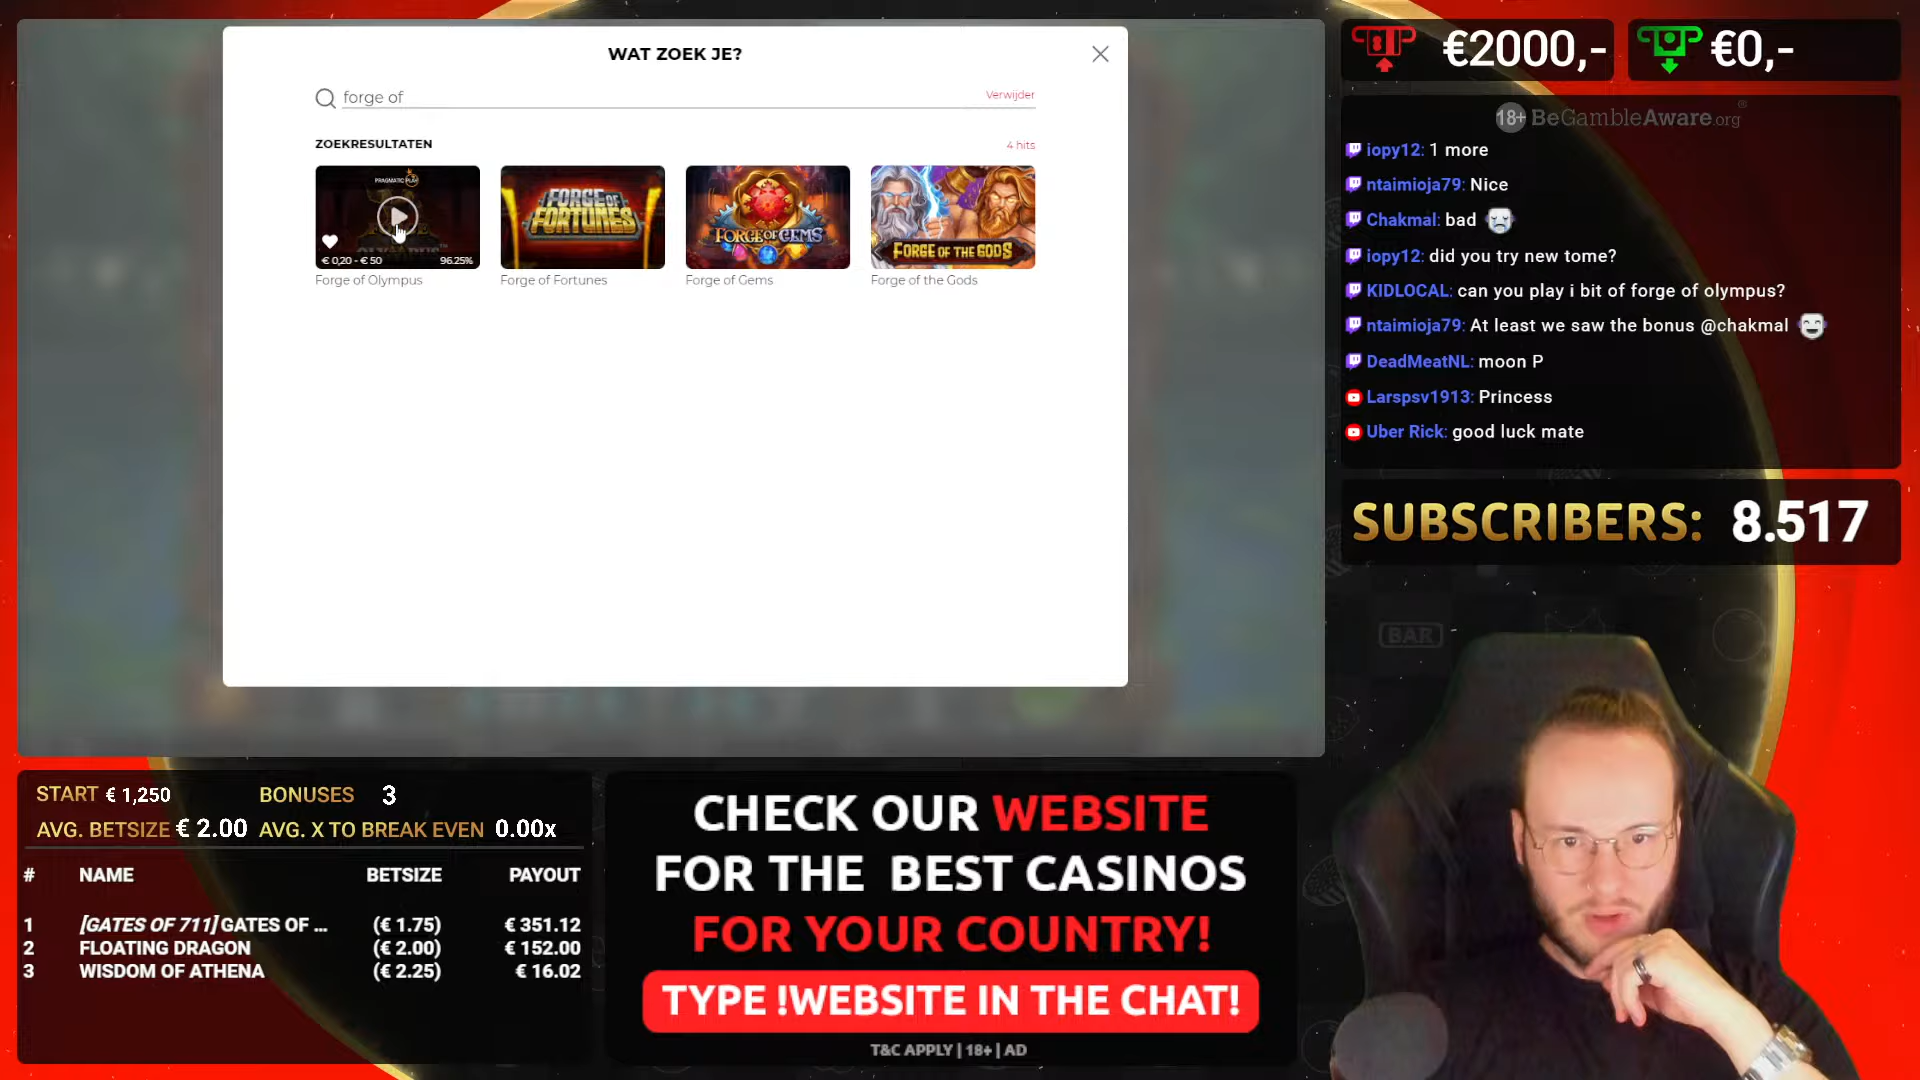 WAT ZOEK JE?
forge of
Verwijder
ZOEKRESULTATEN
4 hits
PRAGMATIC PLAY
€ 0,20 - € 50
96.25%
FORGE OF FORTUNES
FORGE OF GEMS
FORGE OF THE GODS
Forge of Olympus
Forge of Fortunes
Forge of Gems
Forge of the Gods
€2000,-
€0,-
18+ BeGambleAware.org
iopy12: 1 more
ntaimioja79: Nice
Chakmal: bad
iopy12: did you try new tome?
KIDLOCAL: can you play i bit of forge of olympus?
ntaimioja79: At least we saw the bonus @chakmal
DeadMeatNL: moon P
Larspsv1913: Princess
Uber Rick: good luck mate
SUBSCRIBERS: 8.517
BAR
START € 1,250
BONUSES 3
AVG. BETSIZE € 2.00
AVG. X TO BREAK EVEN 0.00x
# NAME BETSIZE PAYOUT
1 [GATES OF 711] GATES OF ... (€ 1.75) € 351.12
2 FLOATING DRAGON (€ 2.00) € 152.00
3 WISDOM OF ATHENA (€ 2.25) € 16.02
CHECK OUR WEBSITE
FOR THE BEST CASINOS
FOR YOUR COUNTRY!
TYPE !WEBSITE IN THE CHAT!
T&C APPLY | 18+ | AD